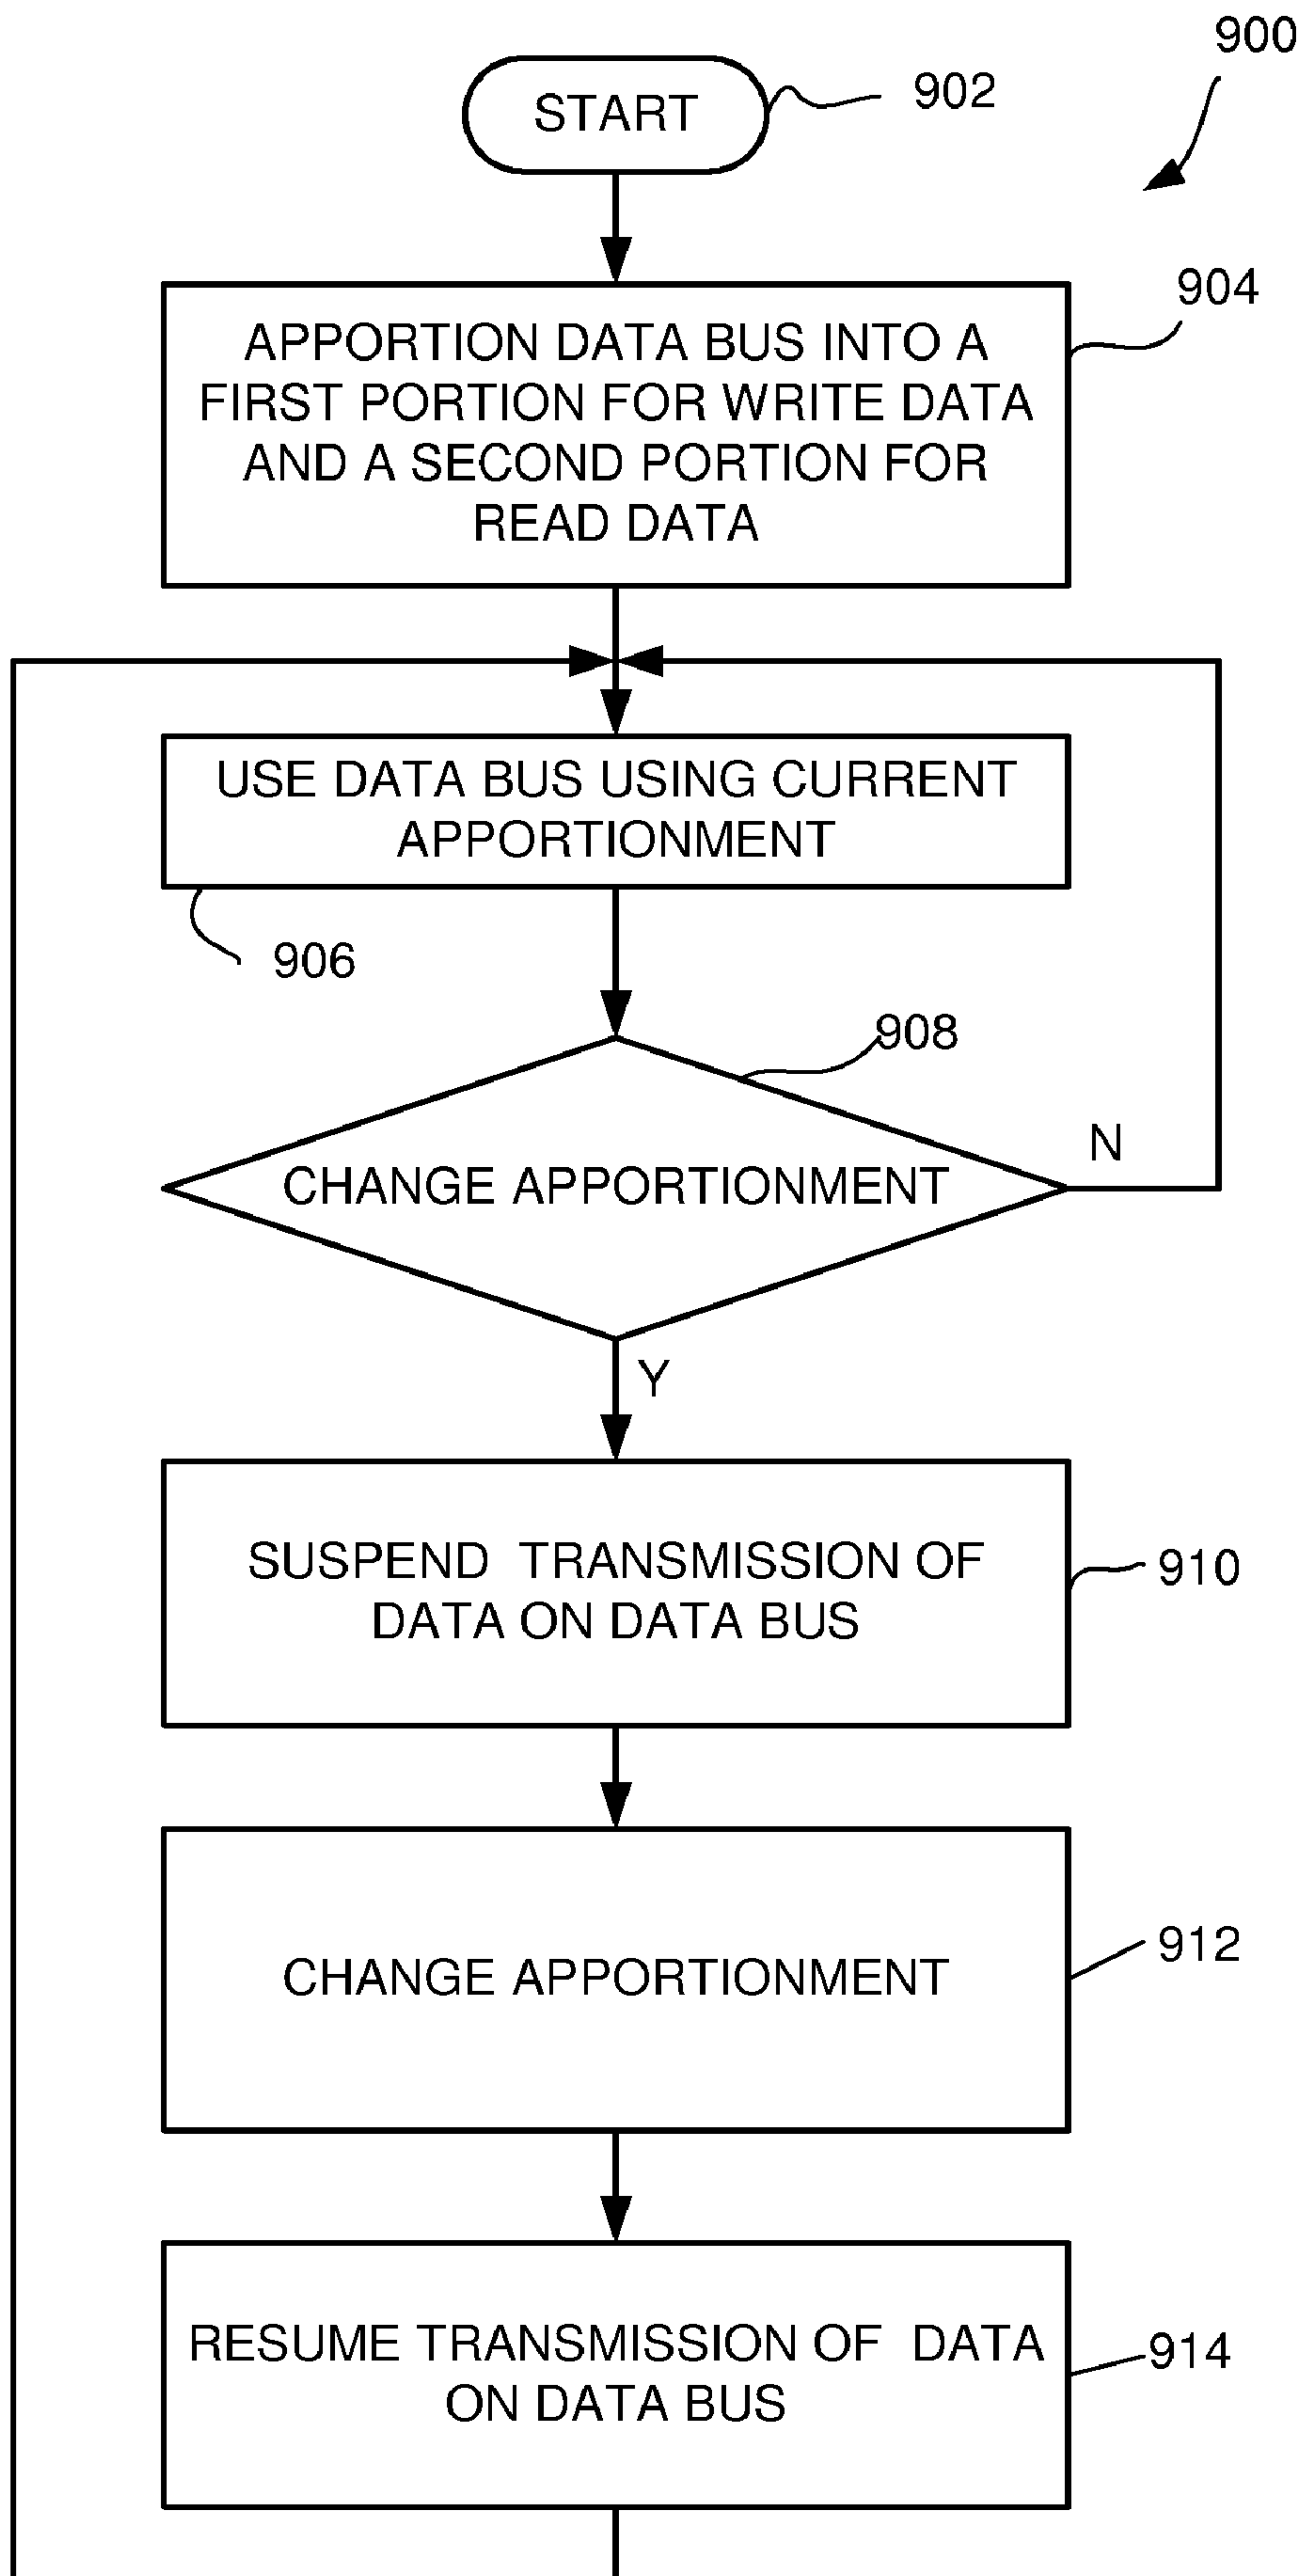 900
START
902
904
APPORTION DATA BUS INTO A
FIRST PORTION FOR WRITE DATA
AND A SECOND PORTION FOR
READ DATA
USE DATA BUS USING CURRENT
APPORTIONMENT
906
908
CHANGE APPORTIONMENT
N
Y
SUSPEND TRANSMISSION OF
DATA ON DATA BUS
910
CHANGE APPORTIONMENT
912
RESUME TRANSMISSION OF DATA
ON DATA BUS
914